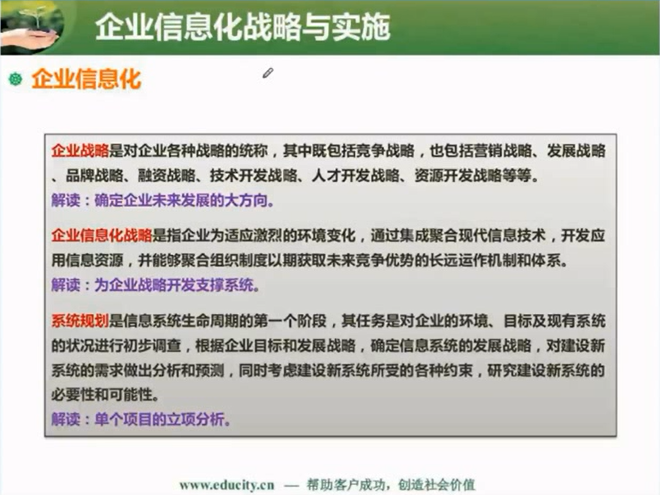 企业信息化战略与实施
企业信息化
企业战略是对企业各种战略的统称，其中既包括竞争战略，也包括营销战略、发展战略
、品牌战略、融资战略、技术开发战略、人才开发战略、资源开发战略等等。
解读：确定企业未来发展的大方向。
企业信息化战略是指企业为适应激烈的环境变化，通过集成聚合现代信息技术，开发应
用信息资源，并能够聚合组织制度以期获取未来竞争优势的长远运作机制和体系。
解读：为企业战略开发支撑系统。
系统规划是信息系统生命周期的第一个阶段，其任务是对企业的环境、目标及现有系统
的状况进行初步调查，根据企业目标和发展战略，确定信息系统的发展战略，对建设新
系统的需求做出分析和预测，同时考虑建设新系统所受的各种约束，研究建设新系统的
必要性和可能性。
解读：单个项目的立项分析。
www.educity.cn — 帮助客户成功，创造社会价值